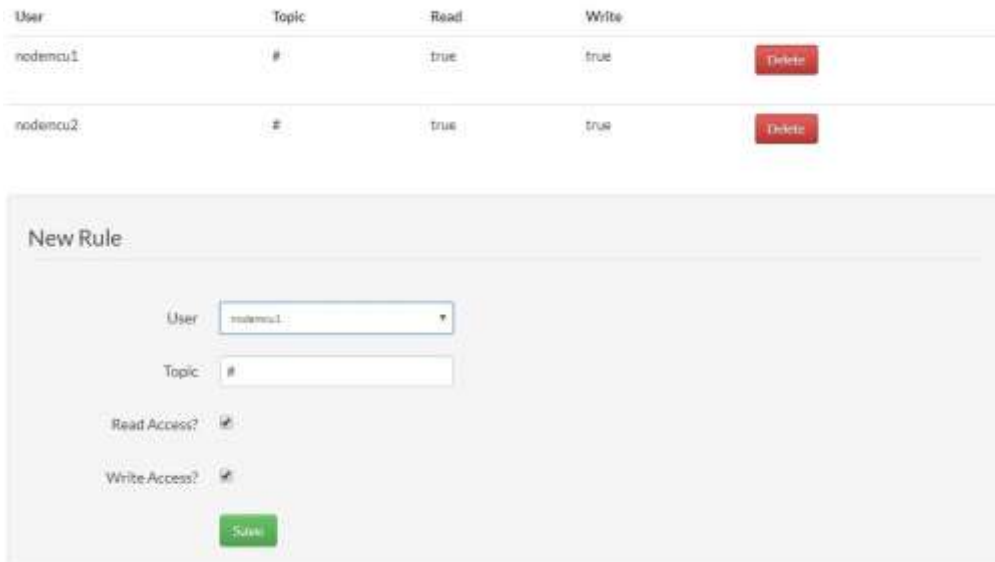 User Topic Read Write
nodemcu1 # true true Delete
nodemcu2 # true true Delete
New Rule
User nodemcu1
Topic #
Read Access?
Write Access?
Save